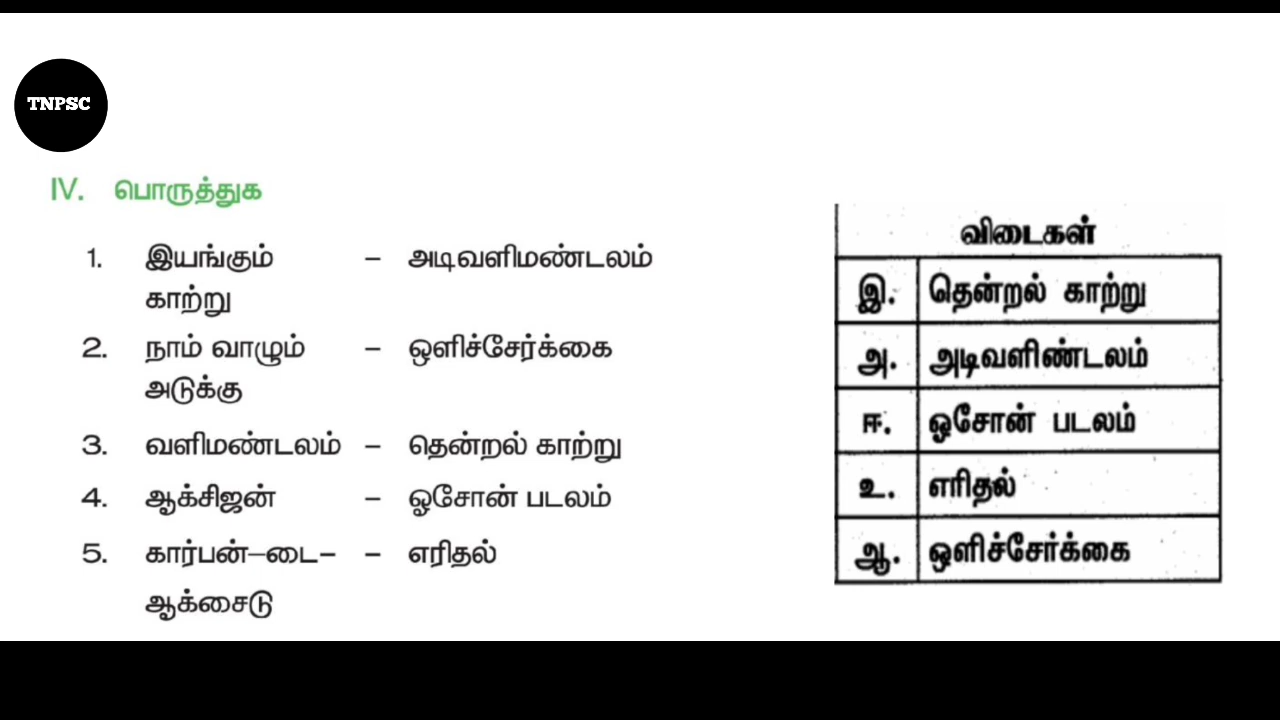 TNPSC
IV. பொருத்துக
1. இயங்கும் – அடிவளிமண்டலம்
காற்று
2. நாம் வாழும் – ஒளிச்சேர்க்கை
அடுக்கு
3. வளிமண்டலம் – தென்றல் காற்று
4. ஆக்சிஜன் – ஓசோன் படலம்
5. கார்பன்–டை– – எரிதல்
ஆக்சைடு
விடைகள்
இ. தென்றல் காற்று
அ. அடிவளிண்டலம்
ஈ. ஓசோன் படலம்
உ. எரிதல்
ஆ. ஒளிச்சேர்க்கை